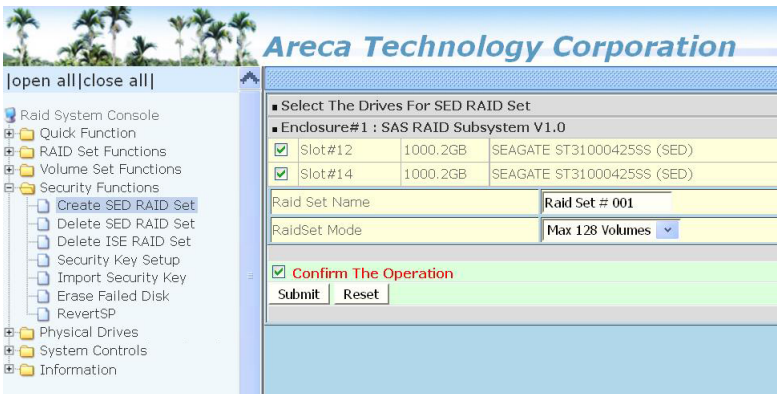 Areca Technology Corporation
|open all|close all|
Raid System Console
Quick Function
RAID Set Functions
Volume Set Functions
Security Functions
Create SED RAID Set
Delete SED RAID Set
Delete ISE RAID Set
Security Key Setup
Import Security Key
Erase Failed Disk
RevertSP
Physical Drives
System Controls
Information
Select The Drives For SED RAID Set
Enclosure#1 : SAS RAID Subsystem V1.0
Slot#12 1000.2GB SEAGATE ST31000425SS (SED)
Slot#14 1000.2GB SEAGATE ST31000425SS (SED)
Raid Set Name Raid Set # 001
RaidSet Mode Max 128 Volumes
Confirm The Operation
Submit Reset